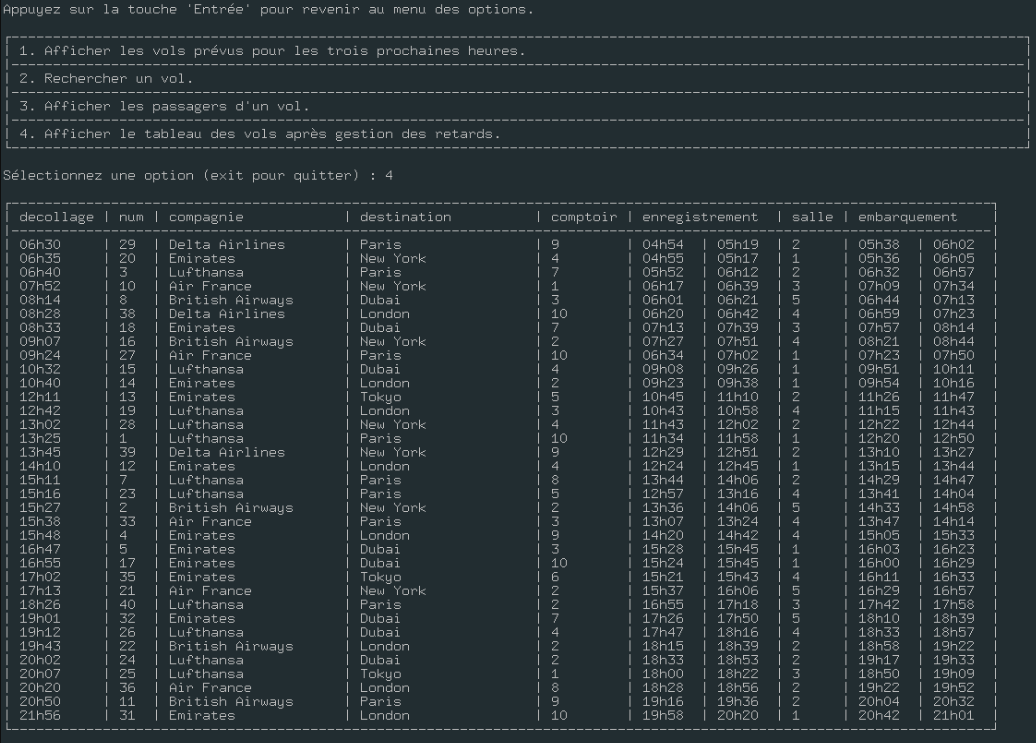 Appuyez sur la touche 'Entrée' pour revenir au menu des options.
1. Afficher les vols prévus pour les trois prochaines heures.
2. Rechercher un vol.
3. Afficher les passagers d'un vol.
4. Afficher le tableau des vols après gestion des retards.
Sélectionnez une option (exit pour quitter) : 4
decollage | num | compagnie | destination | comptoir | enregistrement | salle | embarquement
06h30 | 29 | Delta Airlines | Paris | 9 | 04h54 | 05h19 | 2 | 05h38 | 06h02
06h35 | 20 | Emirates | New York | 4 | 04h55 | 05h17 | 1 | 05h36 | 06h05
06h40 | 3 | Lufthansa | Paris | 7 | 05h52 | 06h12 | 2 | 06h32 | 06h57
07h52 | 10 | Air France | New York | 1 | 06h17 | 06h39 | 3 | 07h09 | 07h34
08h14 | 8 | British Airways | Dubai | 3 | 06h01 | 06h21 | 5 | 06h44 | 07h13
08h28 | 38 | Delta Airlines | London | 10 | 06h20 | 06h42 | 4 | 06h59 | 07h23
08h33 | 18 | Emirates | Dubai | 7 | 07h13 | 07h39 | 3 | 07h57 | 08h14
09h07 | 16 | British Airways | New York | 2 | 07h27 | 07h51 | 4 | 08h21 | 08h44
09h24 | 27 | Air France | Paris | 10 | 06h34 | 07h02 | 1 | 07h23 | 07h50
10h32 | 15 | Lufthansa | Dubai | 4 | 09h08 | 09h26 | 1 | 09h51 | 10h11
10h40 | 14 | Emirates | London | 2 | 09h23 | 09h38 | 1 | 09h54 | 10h16
12h11 | 13 | Emirates | Tokyo | 5 | 10h45 | 11h10 | 2 | 11h26 | 11h47
12h42 | 19 | Lufthansa | London | 3 | 10h43 | 10h58 | 4 | 11h15 | 11h43
13h02 | 28 | Lufthansa | New York | 4 | 11h43 | 12h02 | 2 | 12h22 | 12h44
13h25 | 1 | Lufthansa | Paris | 10 | 11h34 | 11h58 | 1 | 12h20 | 12h50
13h45 | 39 | Delta Airlines | New York | 9 | 12h29 | 12h51 | 2 | 13h10 | 13h27
14h10 | 12 | Emirates | London | 4 | 12h24 | 12h45 | 1 | 13h15 | 13h44
15h11 | 7 | Lufthansa | Paris | 8 | 13h44 | 14h06 | 2 | 14h29 | 14h47
15h16 | 23 | Lufthansa | Paris | 5 | 12h57 | 13h16 | 4 | 13h41 | 14h04
15h27 | 2 | British Airways | New York | 2 | 13h36 | 14h06 | 5 | 14h33 | 14h58
15h38 | 33 | Air France | Paris | 3 | 13h07 | 13h24 | 4 | 13h47 | 14h14
15h48 | 4 | Emirates | London | 9 | 14h20 | 14h42 | 4 | 15h05 | 15h33
16h47 | 5 | Emirates | Dubai | 3 | 15h28 | 15h45 | 1 | 16h03 | 16h23
16h55 | 17 | Emirates | Dubai | 10 | 15h24 | 15h45 | 1 | 16h00 | 16h29
17h02 | 35 | Emirates | Tokyo | 6 | 15h21 | 15h43 | 4 | 16h11 | 16h33
17h13 | 21 | Air France | New York | 2 | 15h37 | 16h06 | 5 | 16h29 | 16h57
18h26 | 40 | Lufthansa | Paris | 2 | 16h55 | 17h18 | 3 | 17h42 | 17h58
19h01 | 32 | Emirates | Dubai | 7 | 17h26 | 17h50 | 5 | 18h10 | 18h39
19h12 | 26 | Lufthansa | Dubai | 4 | 17h47 | 18h16 | 4 | 18h33 | 18h57
19h43 | 22 | British Airways | London | 2 | 18h15 | 18h39 | 2 | 18h58 | 19h22
20h02 | 24 | Lufthansa | Dubai | 2 | 18h33 | 18h53 | 2 | 19h17 | 19h33
20h07 | 25 | Lufthansa | Tokyo | 1 | 18h00 | 18h22 | 3 | 18h50 | 19h09
20h20 | 36 | Air France | London | 8 | 18h28 | 18h56 | 2 | 19h22 | 19h52
20h50 | 11 | British Airways | Paris | 9 | 19h16 | 19h36 | 2 | 20h04 | 20h32
21h56 | 31 | Emirates | London | 10 | 19h58 | 20h20 | 1 | 20h42 | 21h01